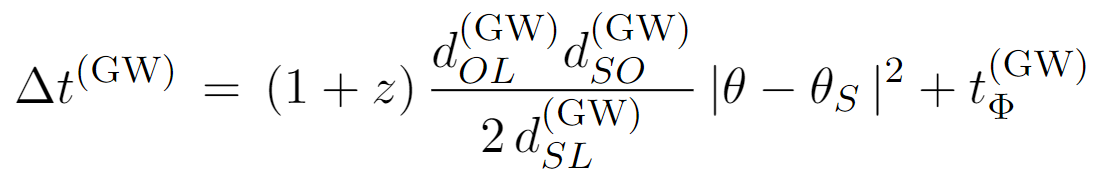 Δt^{(GW)} = (1 + z) \frac{d_{OL}^{(GW)} d_{SO}^{(GW)}}{2 d_{SL}^{(GW)}} |θ − θ_S|^2 + t_Φ^{(GW)}